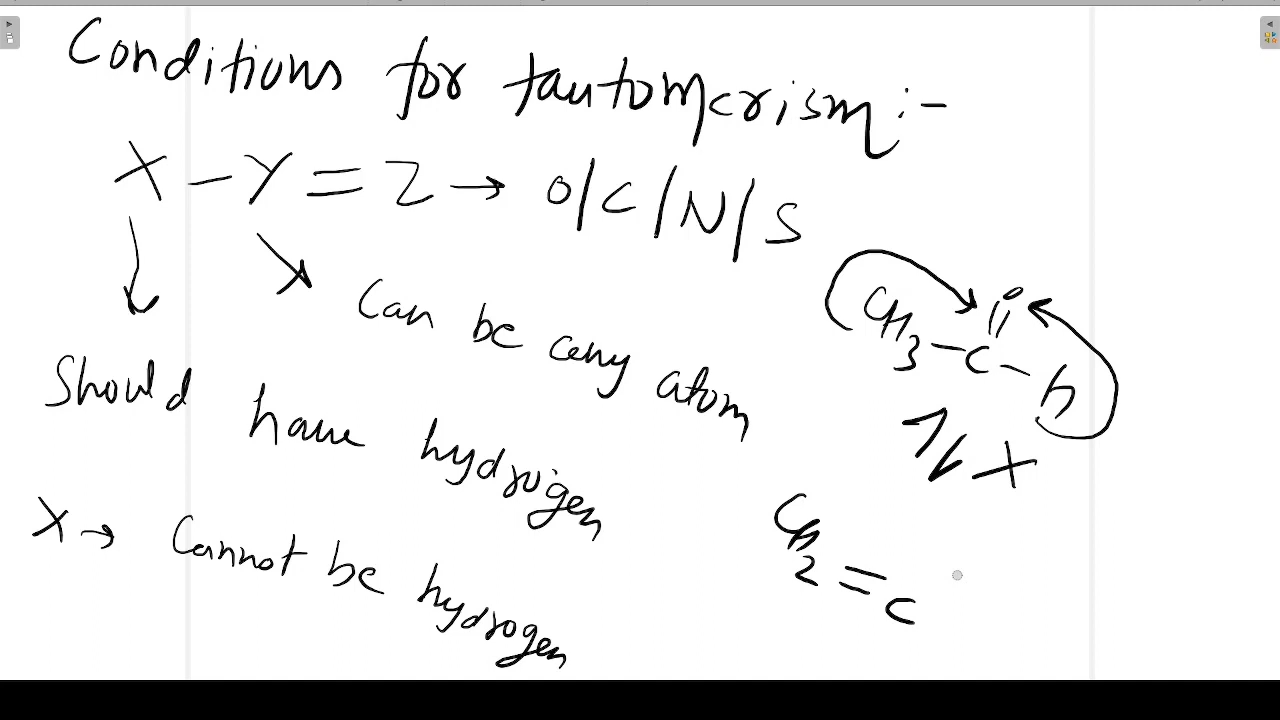 Conditions for tautomerism :-
X - Y = Z → O/C/N/S
Can be any atom
Should have hydrogen
X → Cannot be hydrogen
O
CH3 - C - H
X
CH2 = C